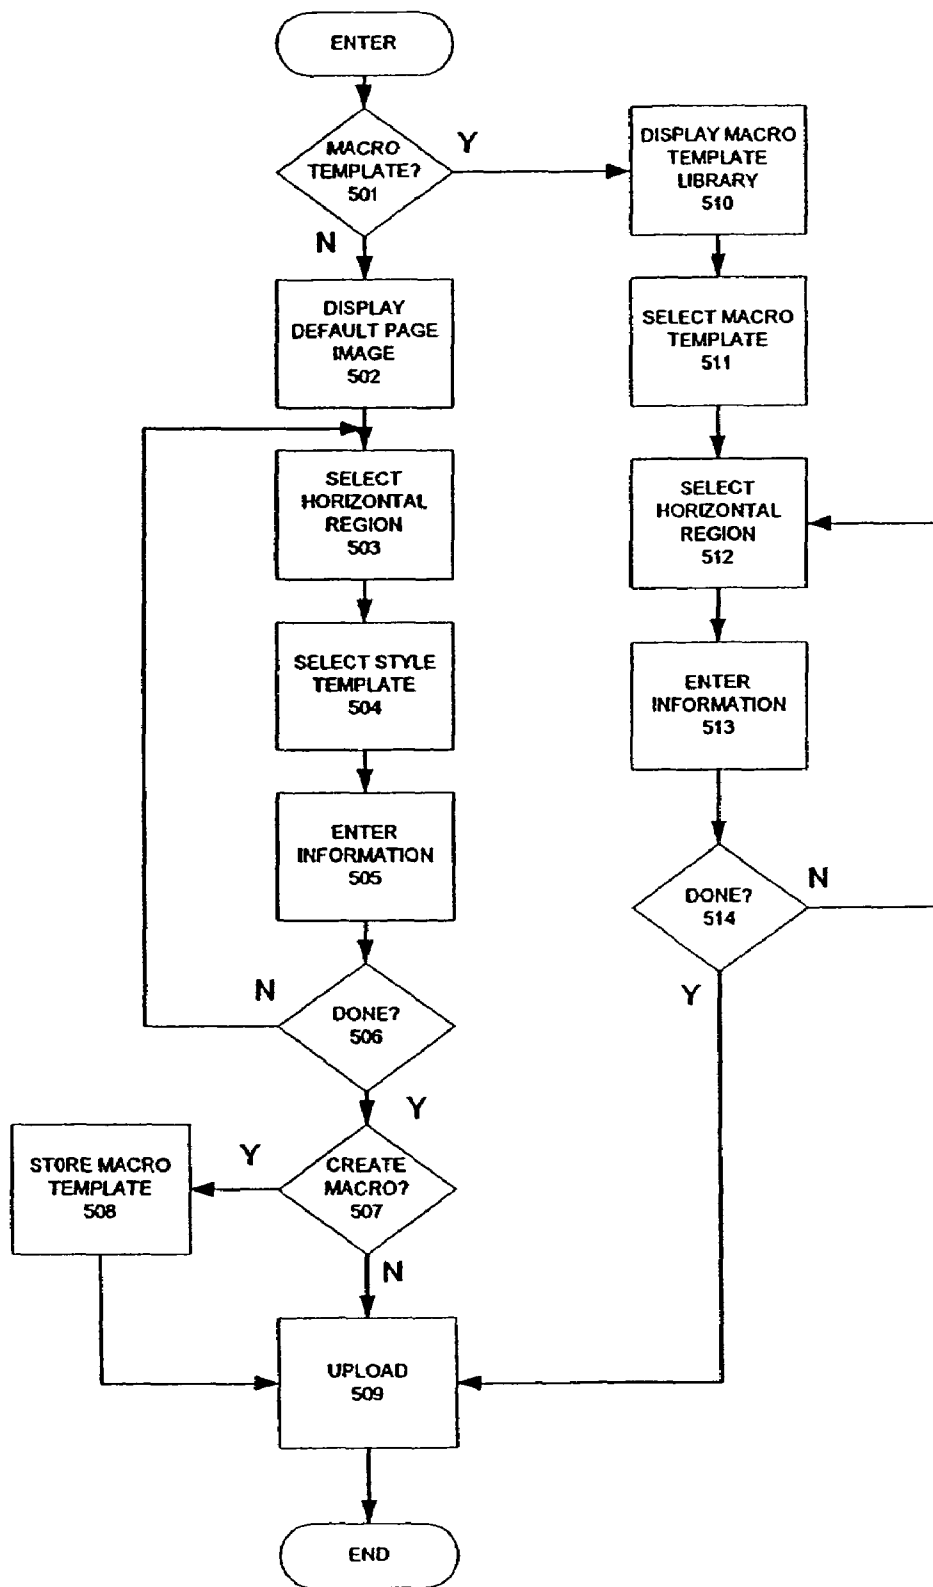 ENTER
MACRO
TEMPLATE?
501
Y
N
DISPLAY
DEFAULT PAGE
IMAGE
502
SELECT
HORIZONTAL
REGION
503
SELECT STYLE
TEMPLATE
504
ENTER
INFORMATION
505
N
DONE?
506
Y
CREATE
MACRO?
507
Y
N
STORE MACRO
TEMPLATE
508
UPLOAD
509
END
DISPLAY MACRO
TEMPLATE
LIBRARY
510
SELECT MACRO
TEMPLATE
511
SELECT
HORIZONTAL
REGION
512
ENTER
INFORMATION
513
DONE?
514
N
Y